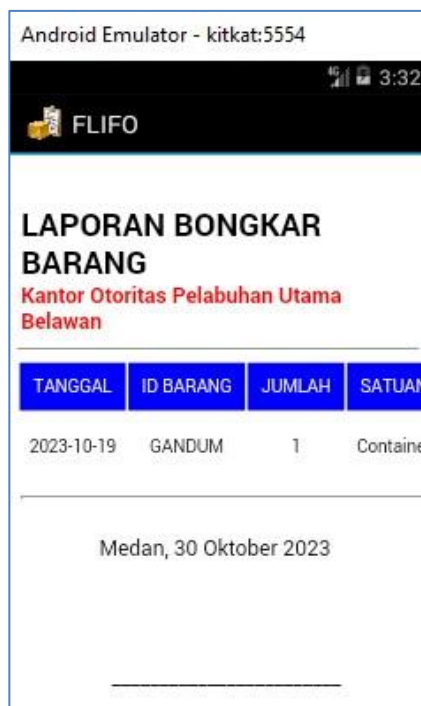 Android Emulator - kitkat:5554
4G 3:32
FLIFO
LAPORAN BONGKAR
BARANG
Kantor Otoritas Pelabuhan Utama
Belawan
TANGGAL ID BARANG JUMLAH SATUAN
2023-10-19 GANDUM 1 Containe
Medan, 30 Oktober 2023